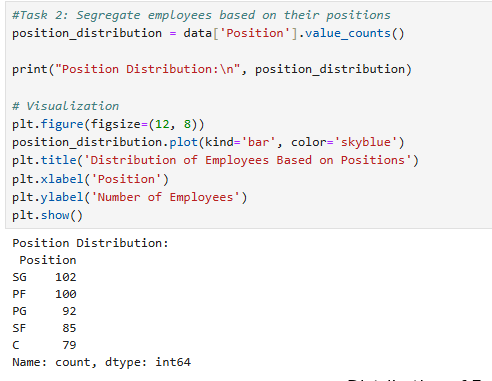 #Task 2: Segregate employees based on their positions
position_distribution = data['Position'].value_counts()
print("Position Distribution:\n", position_distribution)
# Visualization
plt.figure(figsize=(12, 8))
position_distribution.plot(kind='bar', color='skyblue')
plt.title('Distribution of Employees Based on Positions')
plt.xlabel('Position')
plt.ylabel('Number of Employees')
plt.show()
Position Distribution:
Position
SG 102
PF 100
PG 92
SF 85
C 79
Name: count, dtype: int64